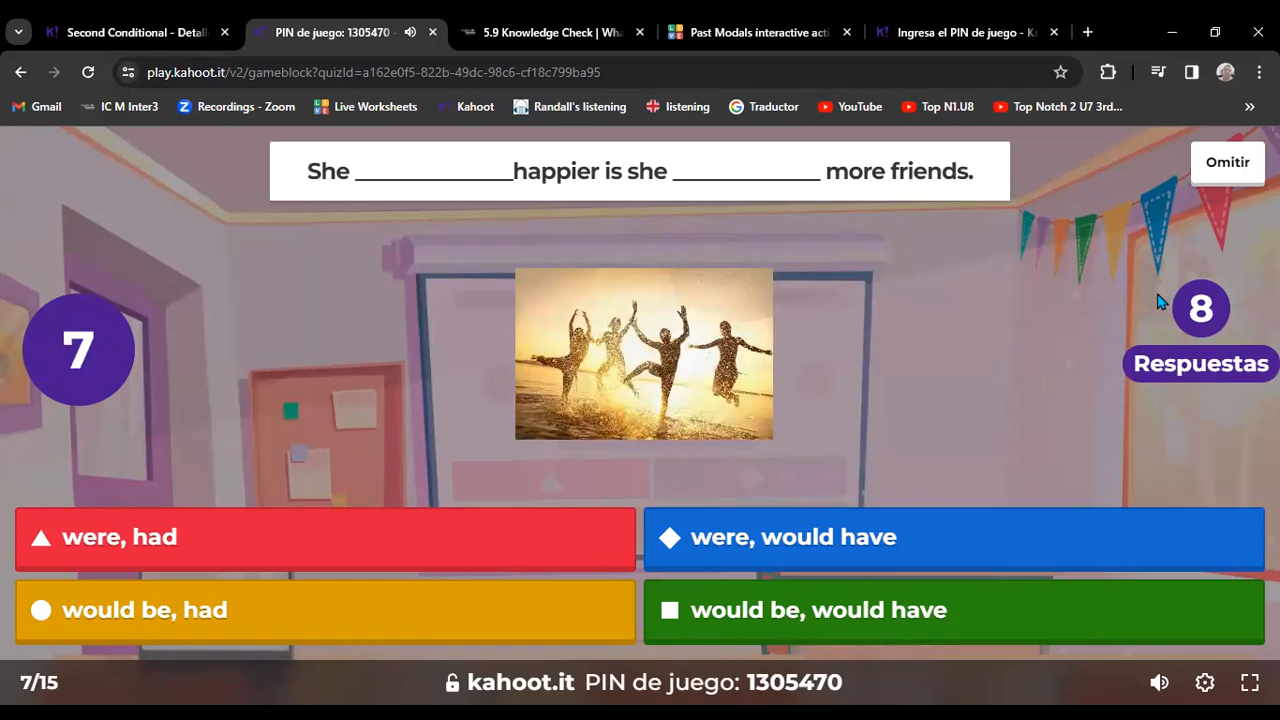 Second Conditional - Detail
PIN de juego: 1305470 -
5.9 Knowledge Check | Wha
Past Modals interactive acti
Ingresa el PIN de juego - Ka
play.kahoot.it/v2/gameblock?quizId=a162e0f5-822b-49dc-98c6-cf18c799ba95
Gmail
IC M Inter3
Recordings - Zoom
Live Worksheets
Kahoot
Randall's listening
listening
Traductor
YouTube
Top N1.U8
Top Notch 2 U7 3rd...
She _____________happier is she ____________ more friends.
Omitir
7
8
Respuestas
were, had
were, would have
would be, had
would be, would have
7/15
kahoot.it PIN de juego: 1305470